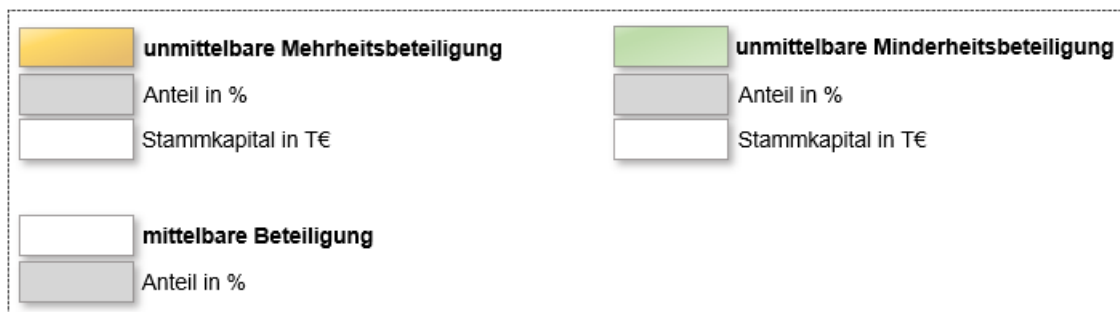 unmittelbare Mehrheitsbeteiligung
Anteil in %
Stammkapital in T€
unmittelbare Minderheitsbeteiligung
Anteil in %
Stammkapital in T€
mittelbare Beteiligung
Anteil in %